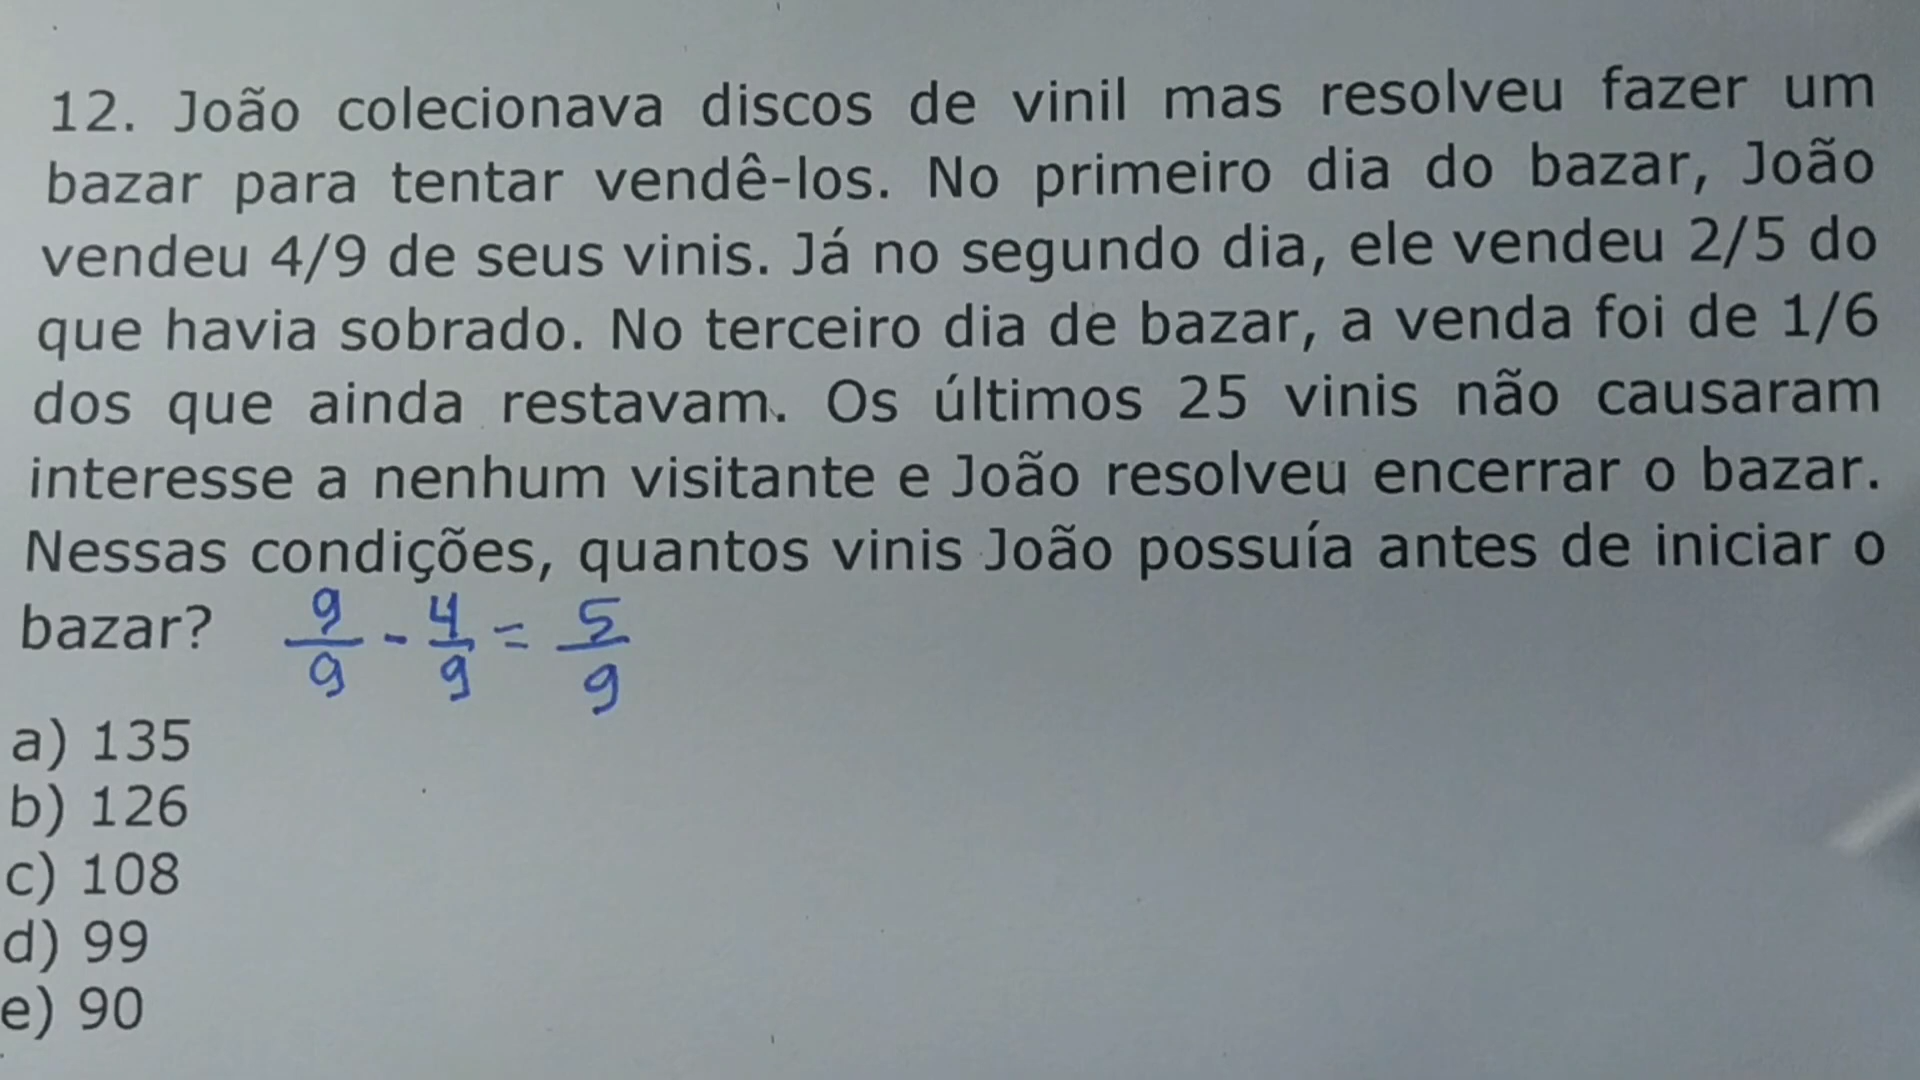 12. João colecionava discos de vinil mas resolveu fazer um
bazar para tentar vendê-los. No primeiro dia do bazar, João
vendeu 4/9 de seus vinis. Já no segundo dia, ele vendeu 2/5 do
que havia sobrado. No terceiro dia de bazar, a venda foi de 1/6
dos que ainda restavam. Os últimos 25 vinis não causaram
interesse a nenhum visitante e João resolveu encerrar o bazar.
Nessas condições, quantos vinis João possuía antes de iniciar o
bazar? 9/9 - 4/9 = 5/9
a) 135
b) 126
c) 108
d) 99
e) 90